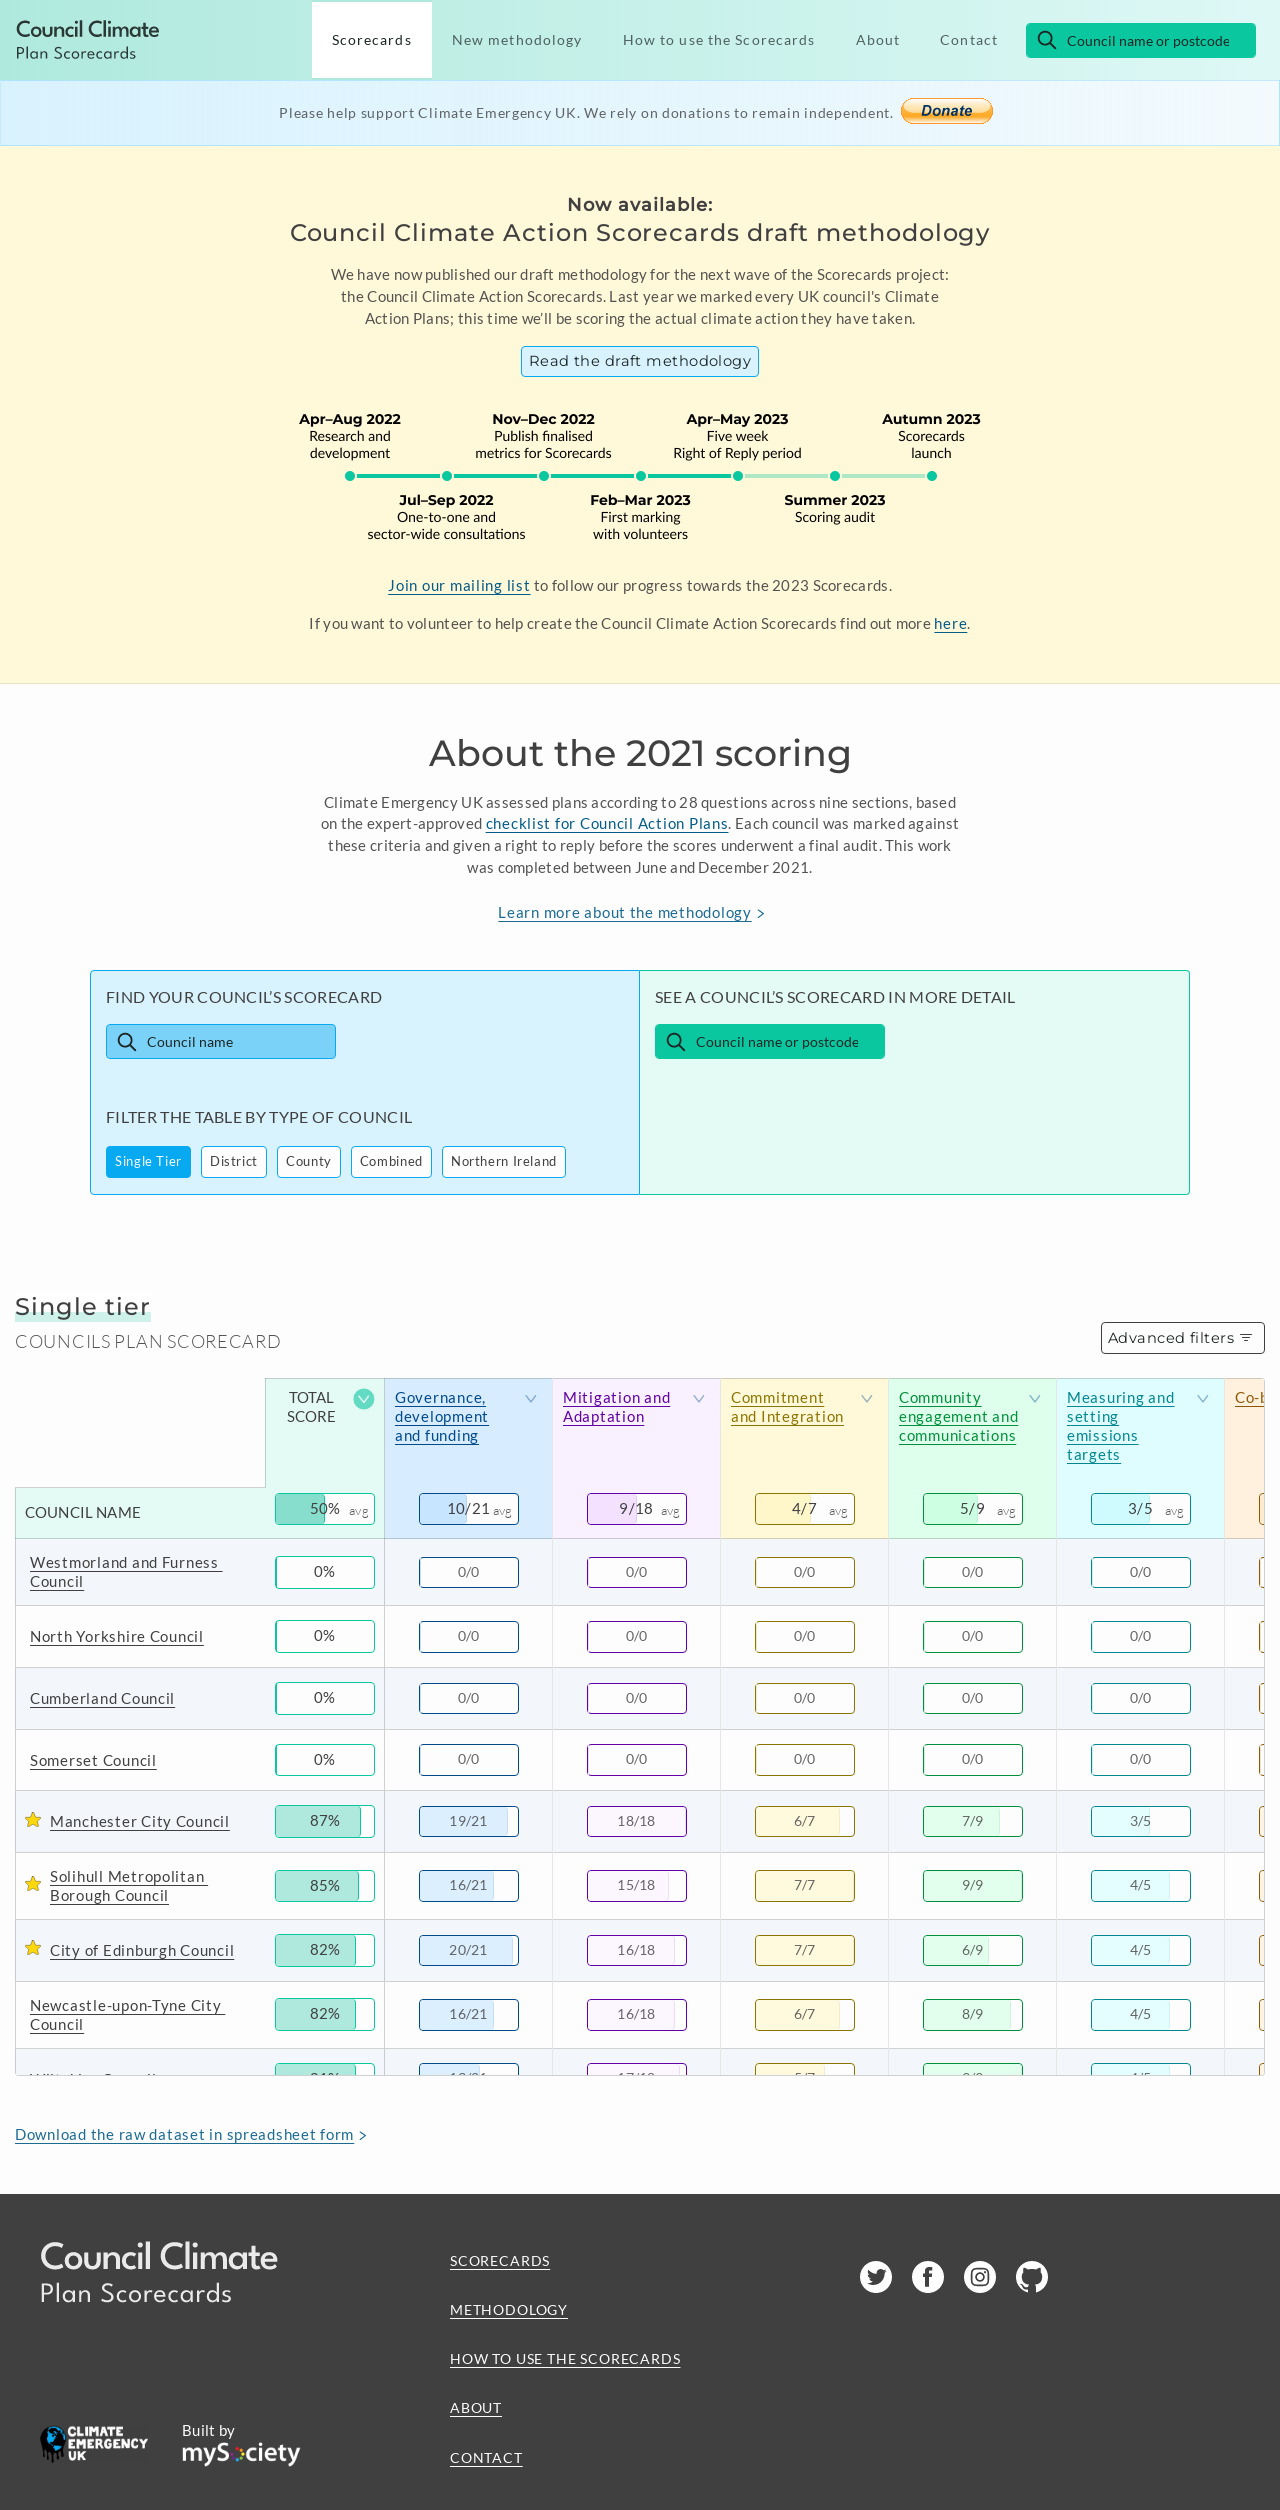 Council Climate
Plan Scorecards
Scorecards
New methodology
How to use the Scorecards
About
Contact
Council name or postcode
Please help support Climate Emergency UK. We rely on donations to remain independent.
Donate
Now available:
Council Climate Action Scorecards draft methodology
We have now published our draft methodology for the next wave of the Scorecards project:
the Council Climate Action Scorecards. Last year we marked every UK council's Climate
Action Plans; this time we’ll be scoring the actual climate action they have taken.
Read the draft methodology
Apr–Aug 2022
Research and
development
Nov–Dec 2022
Publish finalised
metrics for Scorecards
Apr–May 2023
Five week
Right of Reply period
Autumn 2023
Scorecards
launch
Jul–Sep 2022
One-to-one and
sector-wide consultations
Feb–Mar 2023
First marking
with volunteers
Summer 2023
Scoring audit
Join our mailing list to follow our progress towards the 2023 Scorecards.
If you want to volunteer to help create the Council Climate Action Scorecards find out more here.
About the 2021 scoring
Climate Emergency UK assessed plans according to 28 questions across nine sections, based
on the expert-approved checklist for Council Action Plans. Each council was marked against
these criteria and given a right to reply before the scores underwent a final audit. This work
was completed between June and December 2021.
Learn more about the methodology >
FIND YOUR COUNCIL’S SCORECARD
Council name
FILTER THE TABLE BY TYPE OF COUNCIL
Single Tier
District
County
Combined
Northern Ireland
SEE A COUNCIL’S SCORECARD IN MORE DETAIL
Council name or postcode
Single tier
COUNCILS PLAN SCORECARD
Advanced filters
TOTAL
SCORE
Governance,
development
and funding
Mitigation and
Adaptation
Commitment
and Integration
Community
engagement and
communications
Measuring and
setting
emissions
targets
COUNCIL NAME
50% avg
10/21 avg
9/18 avg
4/7 avg
5/9 avg
3/5 avg
Westmorland and Furness
Council
0%
0/0
0/0
0/0
0/0
0/0
North Yorkshire Council
0%
0/0
0/0
0/0
0/0
0/0
Cumberland Council
0%
0/0
0/0
0/0
0/0
0/0
Somerset Council
0%
0/0
0/0
0/0
0/0
0/0
Manchester City Council
87%
19/21
18/18
6/7
7/9
3/5
Solihull Metropolitan
Borough Council
85%
16/21
15/18
7/7
9/9
4/5
City of Edinburgh Council
82%
20/21
16/18
7/7
6/9
4/5
Newcastle-upon-Tyne City
Council
82%
16/21
16/18
6/7
8/9
4/5
Download the raw dataset in spreadsheet form >
Council Climate
Plan Scorecards
SCORECARDS
METHODOLOGY
HOW TO USE THE SCORECARDS
ABOUT
CONTACT
CLIMATE
EMERGENCY
UK
Built by
mySociety